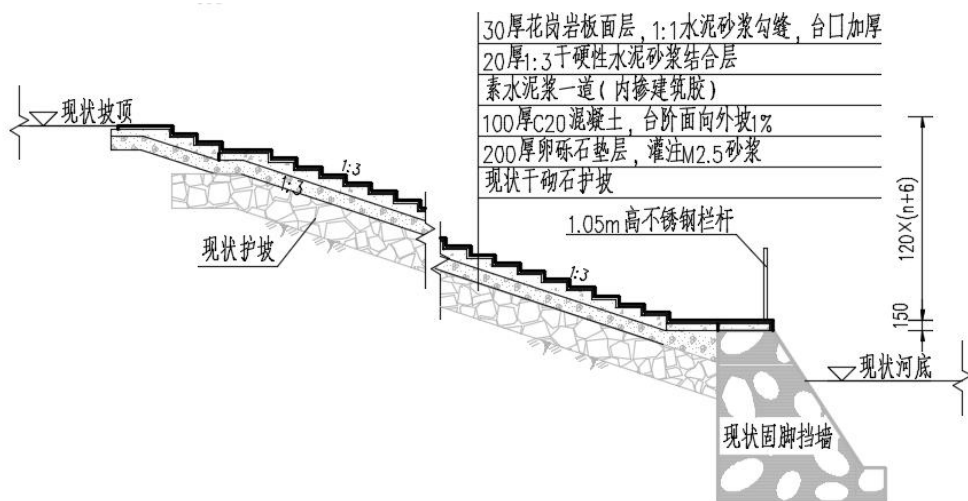 30厚花岗岩板面层，1:1水泥砂浆勾缝，台口加厚
20厚1:3干硬性水泥砂浆结合层
素水泥浆一道（内掺建筑胶）
100厚C20混凝土，台阶面向外坡1%
200厚卵砾石垫层，灌注M2.5砂浆
现状干砌石护坡
现状坡顶
1:3
1:3
现状护坡
1.05m高不锈钢栏杆
1:3
120×(n+6)
150
现状河底
现状固脚挡墙